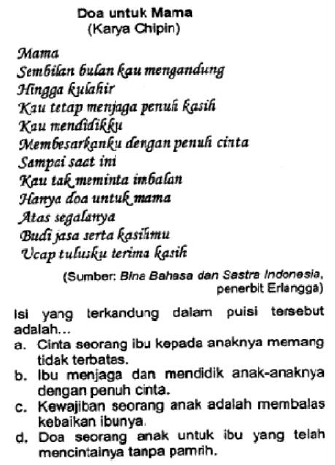 Doa untuk Mama
(Karya Chipin)
Mama
Sembilan bulan kau mengandung
Hingga kulahir
Kau tetap menjaga penuh kasih
Kau mendidikku
Membesarkanku dengan penuh cinta
Sampai saat ini
Kau tak meminta imbalan
Hanya doa untuk mama
Atas segalanya
Budi jasa serta kasihmu
Ucap tulusku terima kasih
(Sumber: Bina Bahasa dan Sastra Indonesia,
penerbit Erlangga)
Isi yang terkandung dalam puisi tersebut
adalah...
a. Cinta seorang ibu kepada anaknya memang
tidak terbatas.
b. Ibu menjaga dan mendidik anak-anaknya
dengan penuh cinta.
c. Kewajiban seorang anak adalah membalas
kebaikan ibunya.
d. Doa seorang anak untuk ibu yang telah
mencintainya tanpa pamrih.